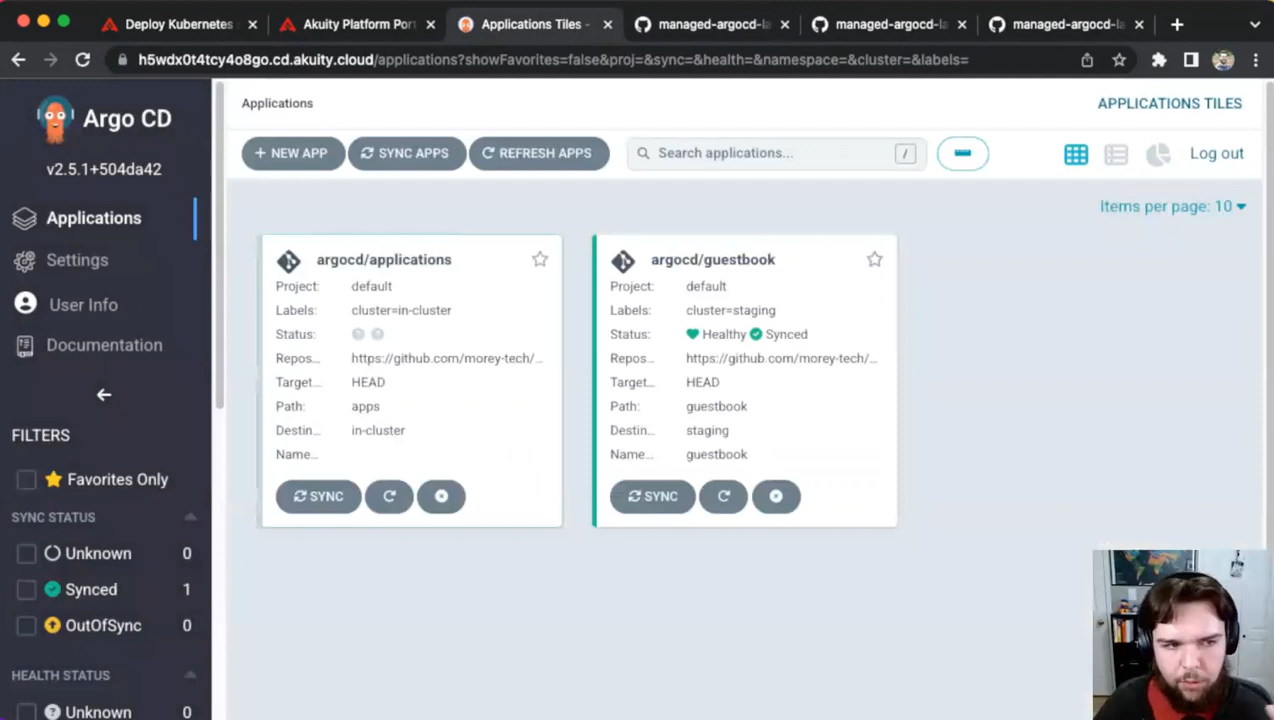 Deploy Kubernetes
Akuity Platform Por
Applications Tiles -
managed-argocd-la
managed-argocd-la
managed-argocd-la
h5wdx0t4tcy4o8go.cd.akuity.cloud/applications?showFavorites=false&proj=&sync=&health=&namespace=&cluster=&labels=
Argo CD
v2.5.1+504da42
Applications
Settings
User Info
Documentation
FILTERS
Favorites Only
SYNC STATUS
Unknown 0
Synced 1
OutOfSync 0
HEALTH STATUS
Unknown 0
Applications
APPLICATIONS TILES
+ NEW APP
SYNC APPS
REFRESH APPS
Search applications...
/
Log out
Items per page: 10
argocd/applications
Project: default
Labels: cluster=in-cluster
Status:
Repos... https://github.com/morey-tech/...
Target... HEAD
Path: apps
Destin... in-cluster
Name...
SYNC
argocd/guestbook
Project: default
Labels: cluster=staging
Status: Healthy Synced
Repos... https://github.com/morey-tech/...
Target... HEAD
Path: guestbook
Destin... staging
Name... guestbook
SYNC